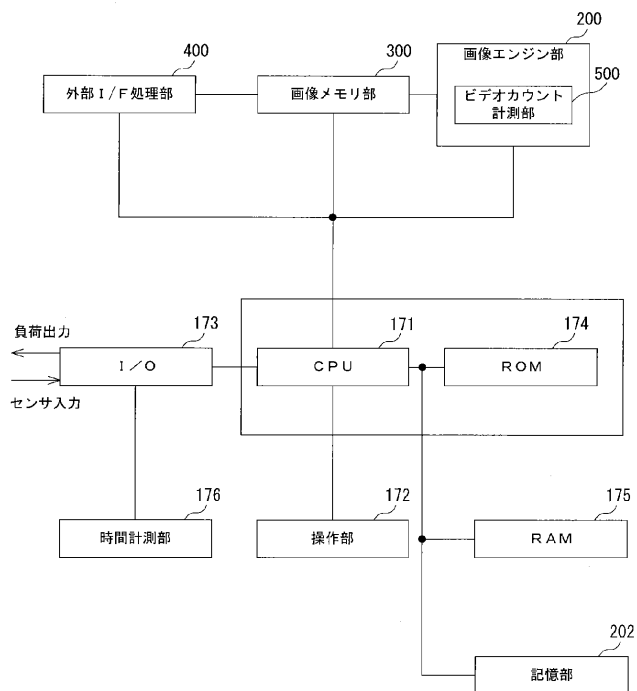 200
400
300
画像エンジン部
500
外部I/F処理部
画像メモリ部
ビデオカウント
計測部
負荷出力
173
171
174
I/O
CPU
ROM
センサ入力
176
172
175
時間計測部
操作部
RAM
202
記憶部